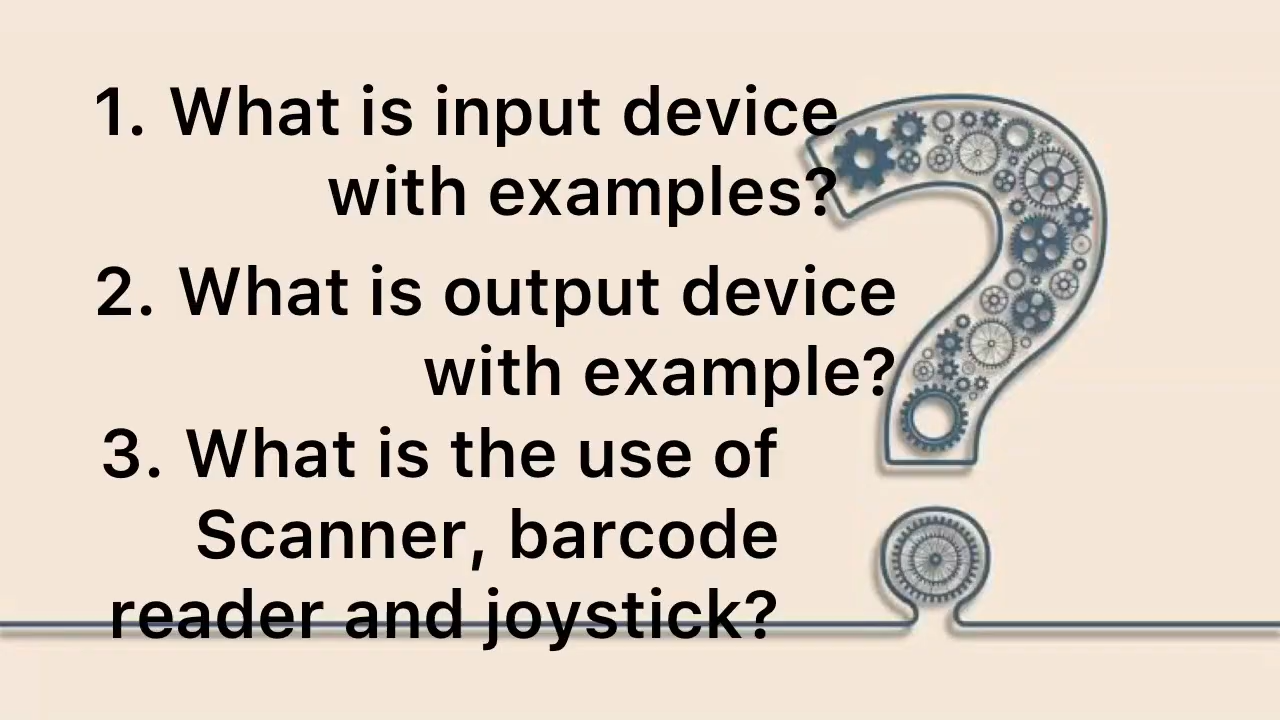 1. What is input device
with examples?
2. What is output device
with example?
3. What is the use of
Scanner, barcode
reader and joystick?